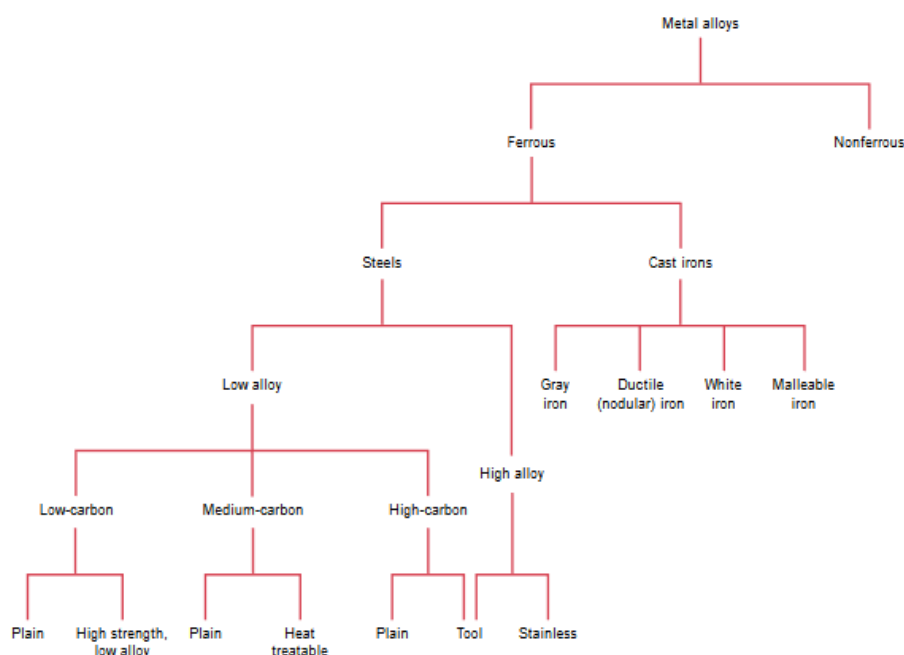 Metal alloys
Ferrous
Nonferrous
Steels
Cast irons
Low alloy
Gray
iron
Ductile
(nodular) iron
White
iron
Malleable
iron
High alloy
Low-carbon
Medium-carbon
High-carbon
Plain
High strength,
low alloy
Plain
Heat
treatable
Plain
Tool
Stainless